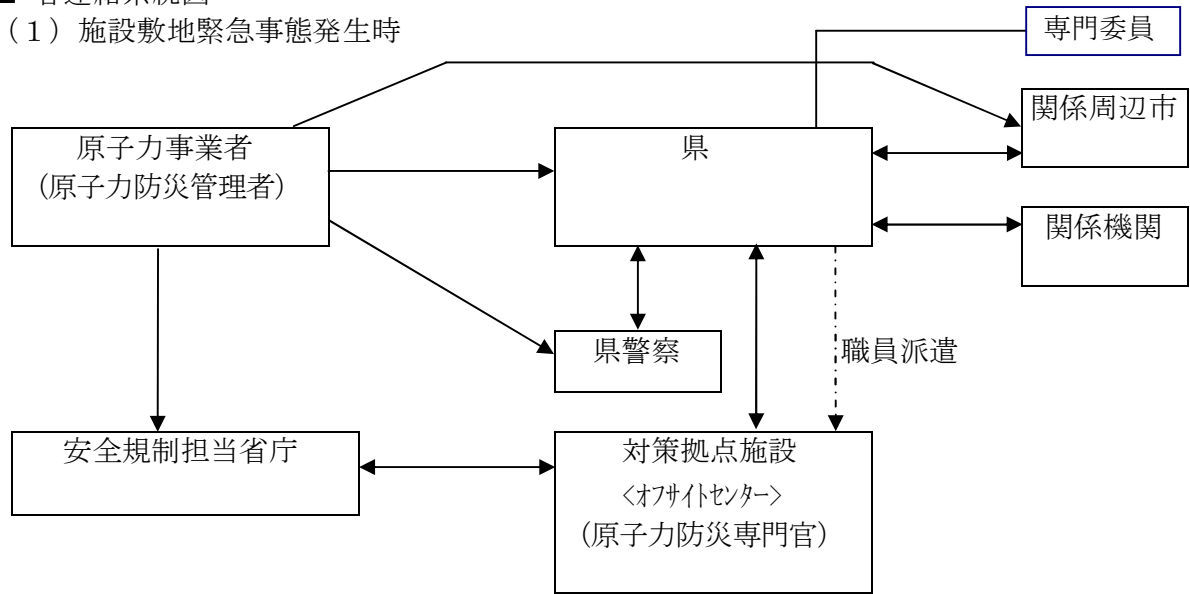 (１) 施設敷地緊急事態発生時
専門委員
関係周辺市
原子力事業者
(原子力防災管理者)
県
関係機関
県警察
職員派遣
安全規制担当省庁
対策拠点施設
<ｵﾌｻｲﾄｾﾝﾀｰ>
(原子力防災専門官)